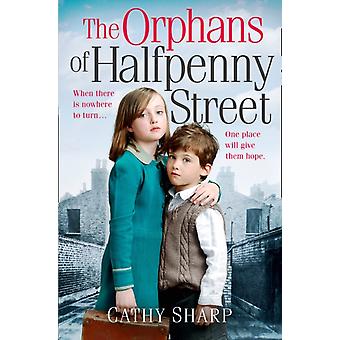 The Orphans
of Halfpenny
Street
When there
is nowhere
to turn...
One place
will give
them hope.
CATHY SHARP